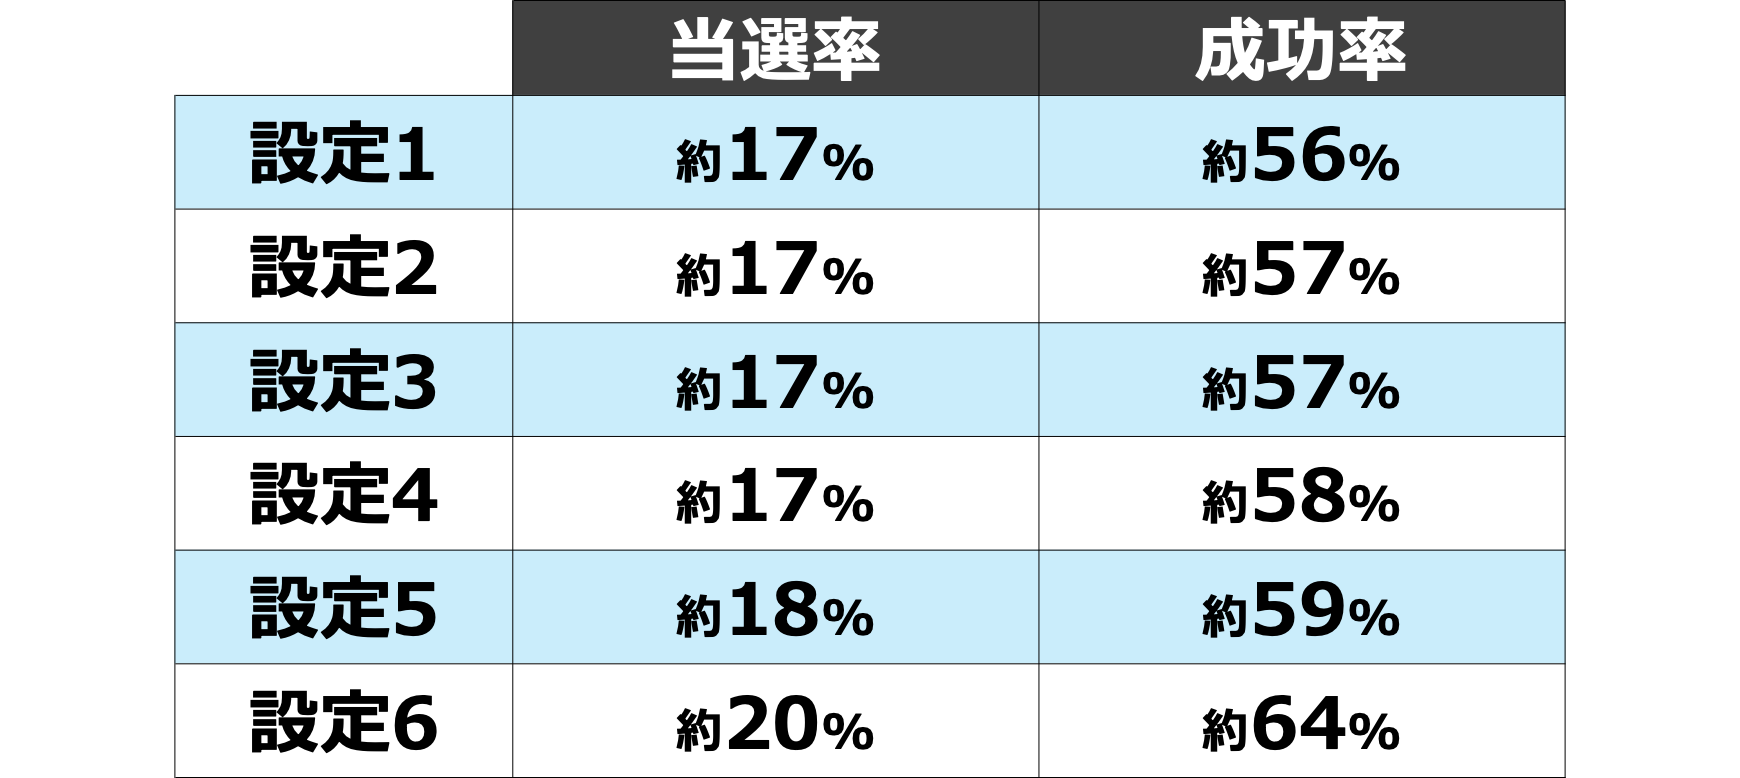 当選率 成功率
設定1 約17% 約56%
設定2 約17% 約57%
設定3 約17% 約57%
設定4 約17% 約58%
設定5 約18% 約59%
設定6 約20% 約64%